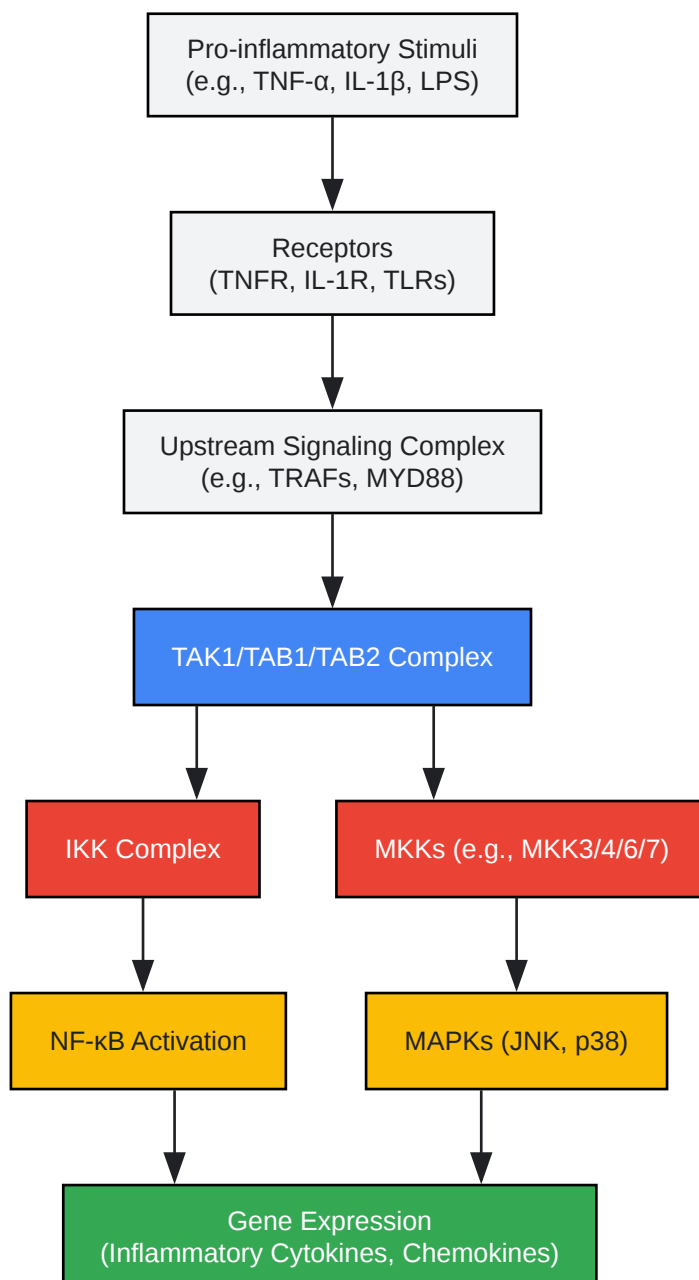 Pro-inflammatory Stimuli
(e.g., TNF-α, IL-1β, LPS)
Receptors
(TNFR, IL-1R, TLRs)
Upstream Signaling Complex
(e.g., TRAFs, MYD88)
TAK1/TAB1/TAB2 Complex
IKK Complex
MKKs (e.g., MKK3/4/6/7)
NF-κB Activation
MAPKs (JNK, p38)
Gene Expression
(Inflammatory Cytokines, Chemokines)